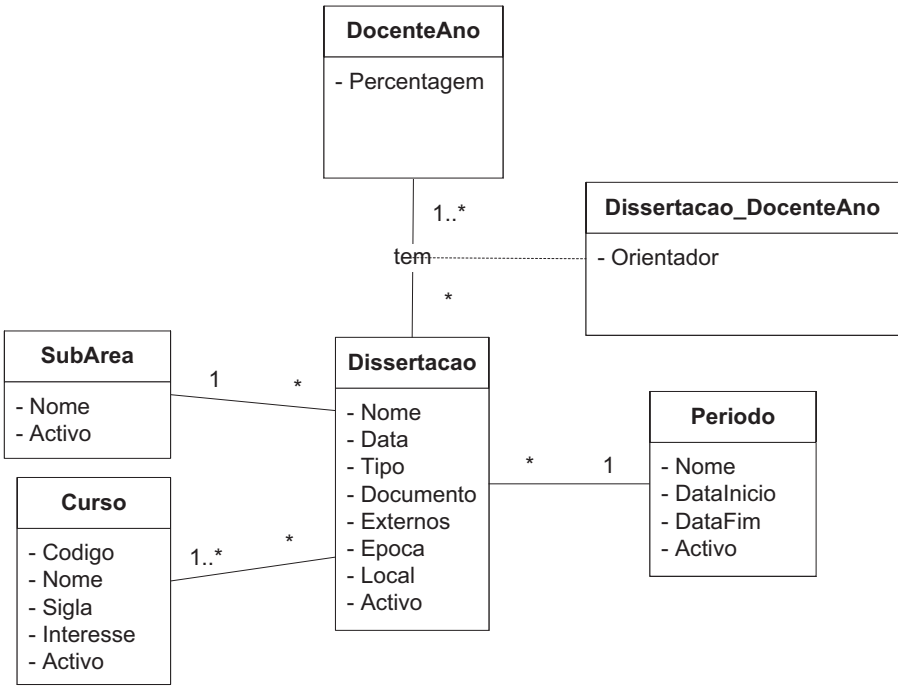 DocenteAno
- Percentagem
1..*
tem
*
Dissertacao_DocenteAno
- Orientador
SubArea
- Nome
- Activo
1
*
Dissertacao
- Nome
- Data
- Tipo
- Documento
- Externos
- Epoca
- Local
- Activo
*
1
Periodo
- Nome
- DataInicio
- DataFim
- Activo
Curso
- Codigo
- Nome
- Sigla
- Interesse
- Activo
1..*
*